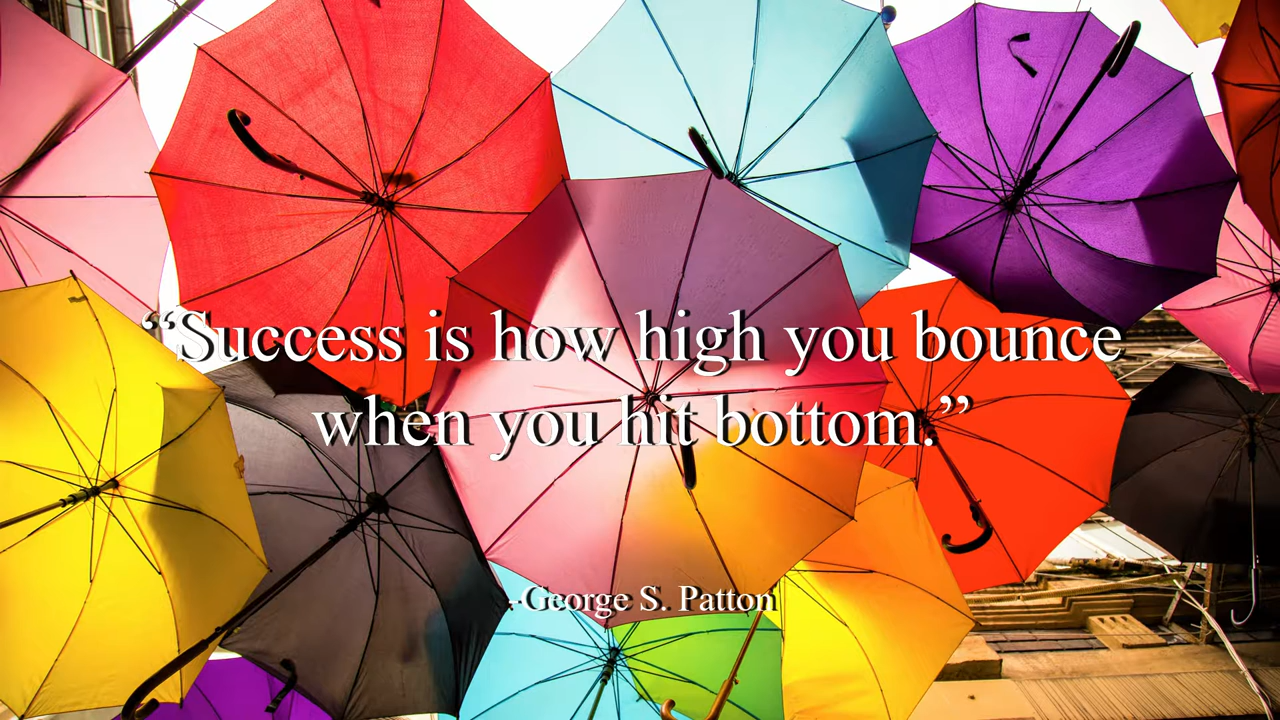 “Success is how high you bounce
when you hit bottom.”
-George S. Patton